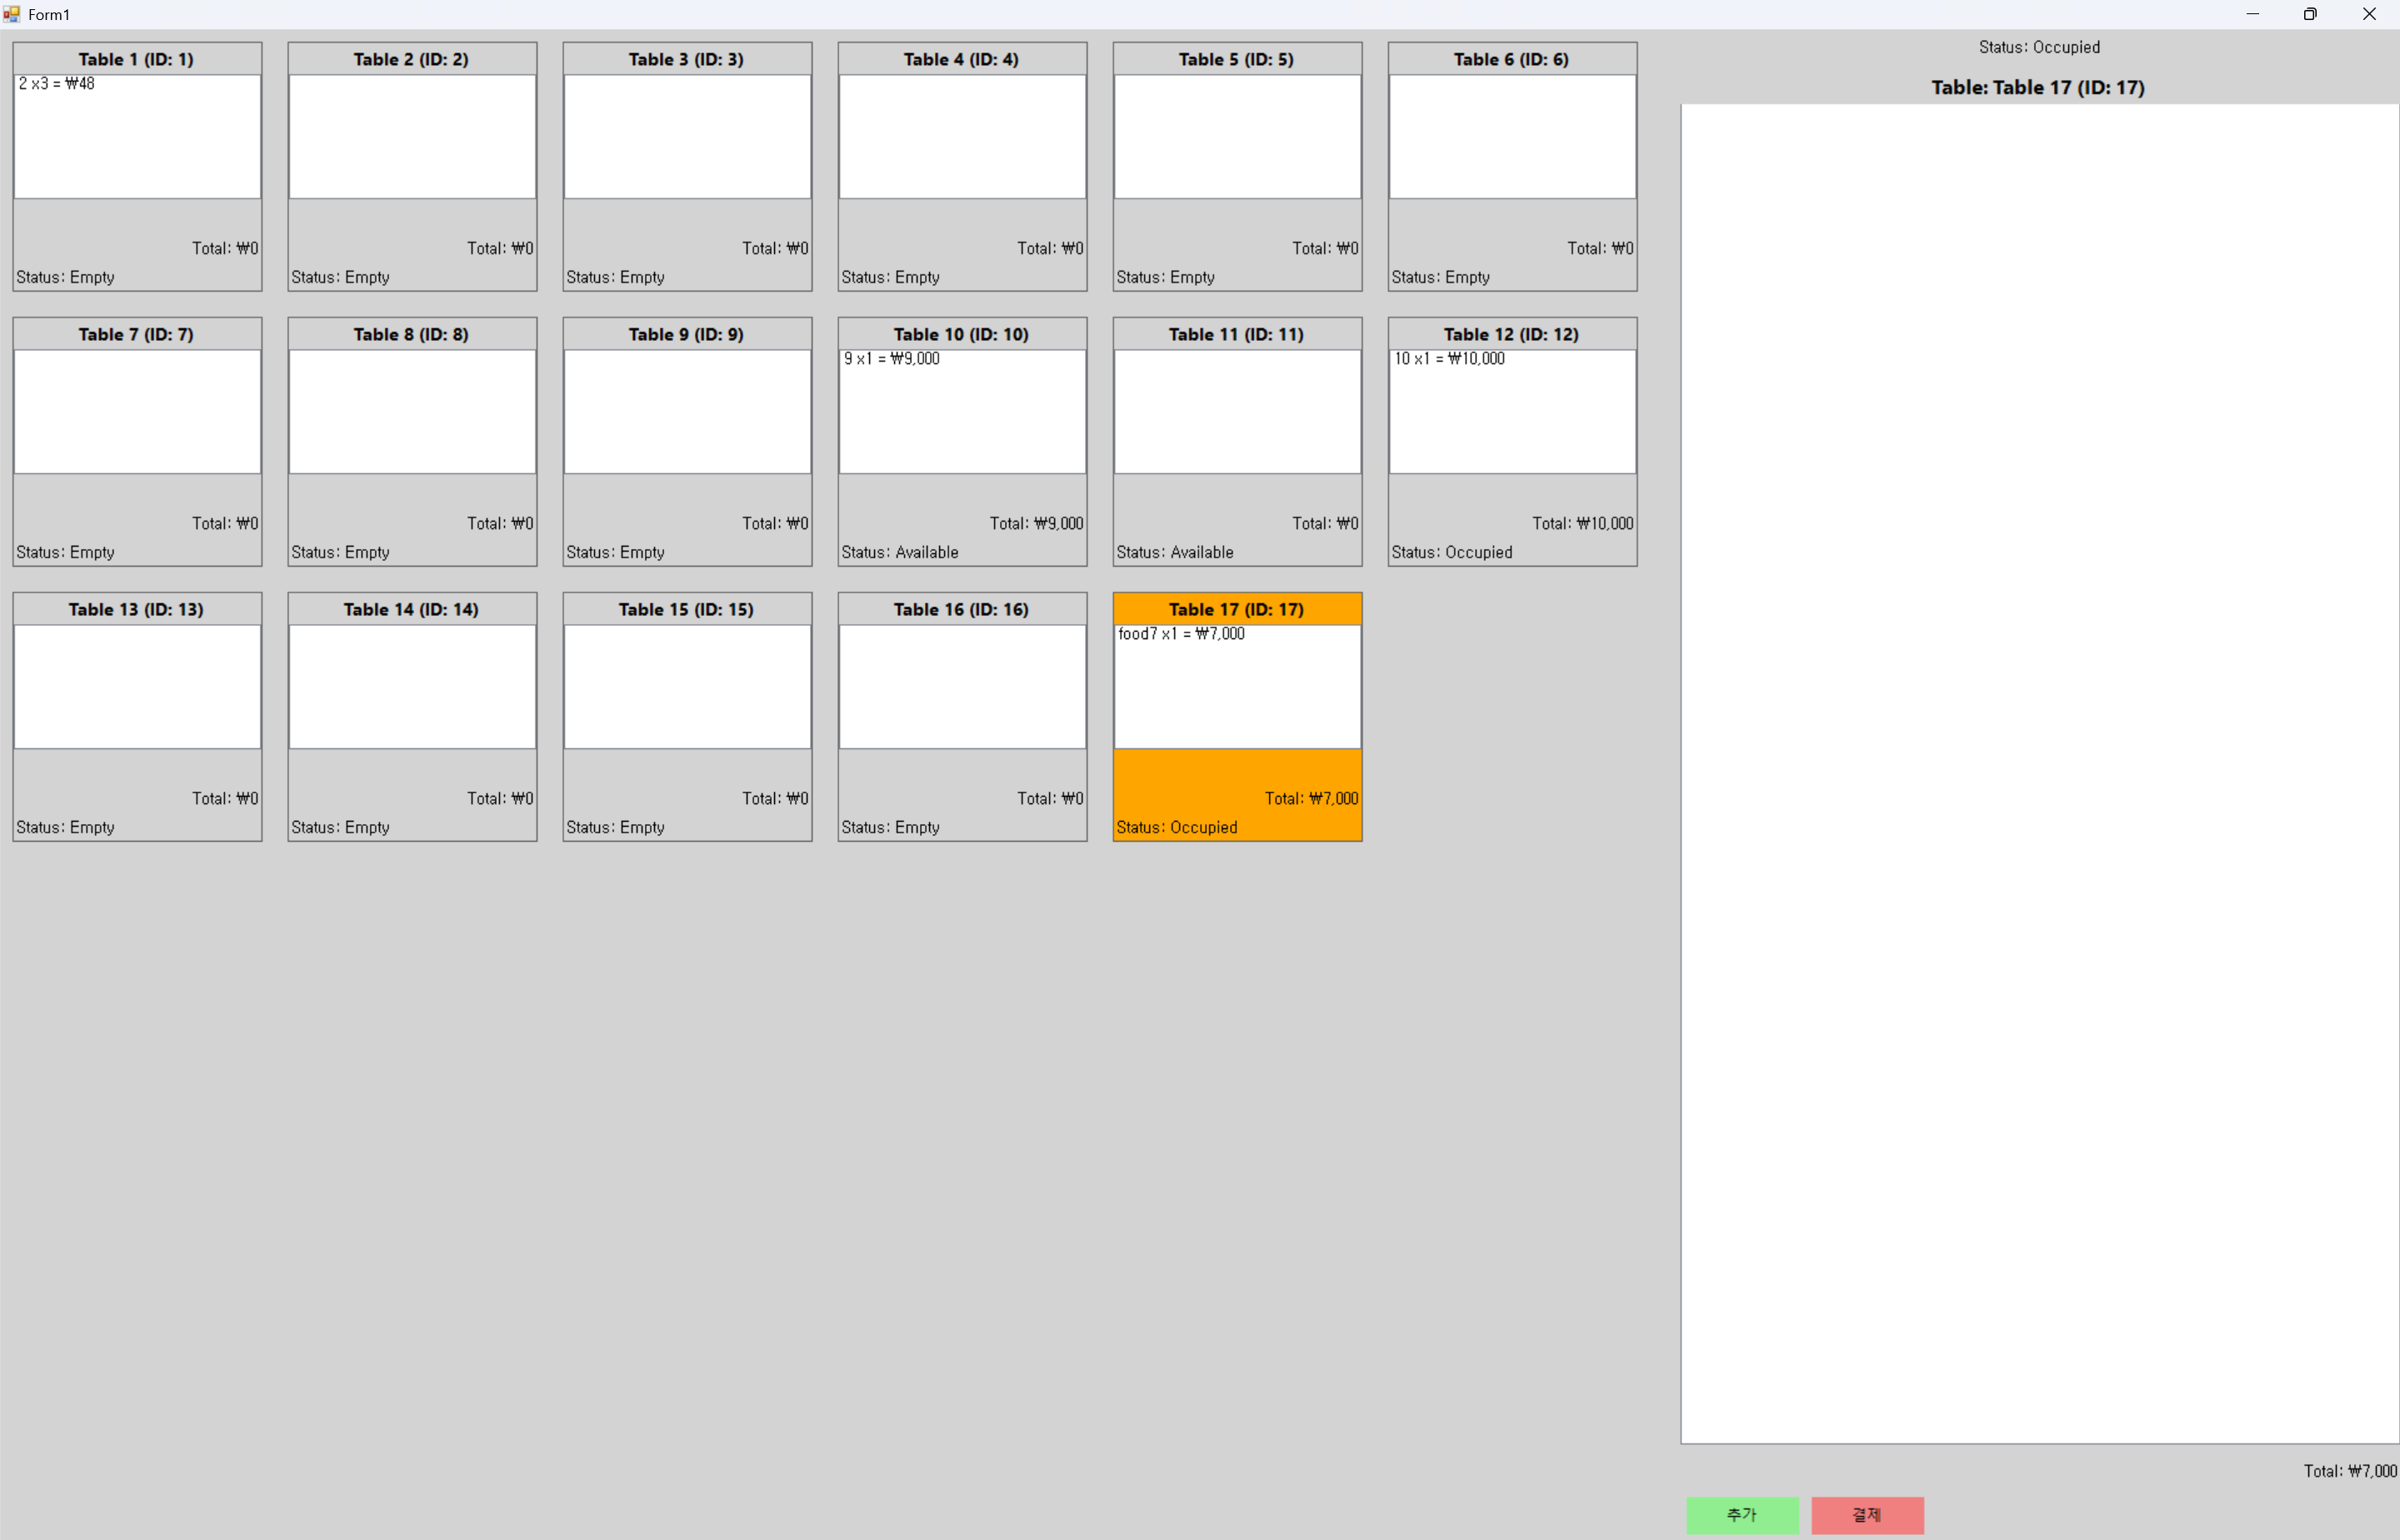 Form1
Table 1 (ID: 1)
2 x3 = ₩48
Total: ₩0
Status: Empty
Table 2 (ID: 2)
Total: ₩0
Status: Empty
Table 3 (ID: 3)
Total: ₩0
Status: Empty
Table 4 (ID: 4)
Total: ₩0
Status: Empty
Table 5 (ID: 5)
Total: ₩0
Status: Empty
Table 6 (ID: 6)
Total: ₩0
Status: Empty
Table 7 (ID: 7)
Total: ₩0
Status: Empty
Table 8 (ID: 8)
Total: ₩0
Status: Empty
Table 9 (ID: 9)
Total: ₩0
Status: Empty
Table 10 (ID: 10)
9 x1 = ₩9,000
Total: ₩9,000
Status: Available
Table 11 (ID: 11)
Total: ₩0
Status: Available
Table 12 (ID: 12)
10 x1 = ₩10,000
Total: ₩10,000
Status: Occupied
Table 13 (ID: 13)
Total: ₩0
Status: Empty
Table 14 (ID: 14)
Total: ₩0
Status: Empty
Table 15 (ID: 15)
Total: ₩0
Status: Empty
Table 16 (ID: 16)
Total: ₩0
Status: Empty
Table 17 (ID: 17)
food7 x1 = ₩7,000
Total: ₩7,000
Status: Occupied
Status: Occupied
Table: Table 17 (ID: 17)
Total: ₩7,000
추가
결제